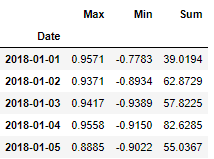 Max Min Sum
Date
2018-01-01 0.9571 -0.7783 39.0194
2018-01-02 0.9371 -0.8934 62.8729
2018-01-03 0.9417 -0.9389 57.8225
2018-01-04 0.9558 -0.9150 82.6285
2018-01-05 0.8885 -0.9022 55.0367